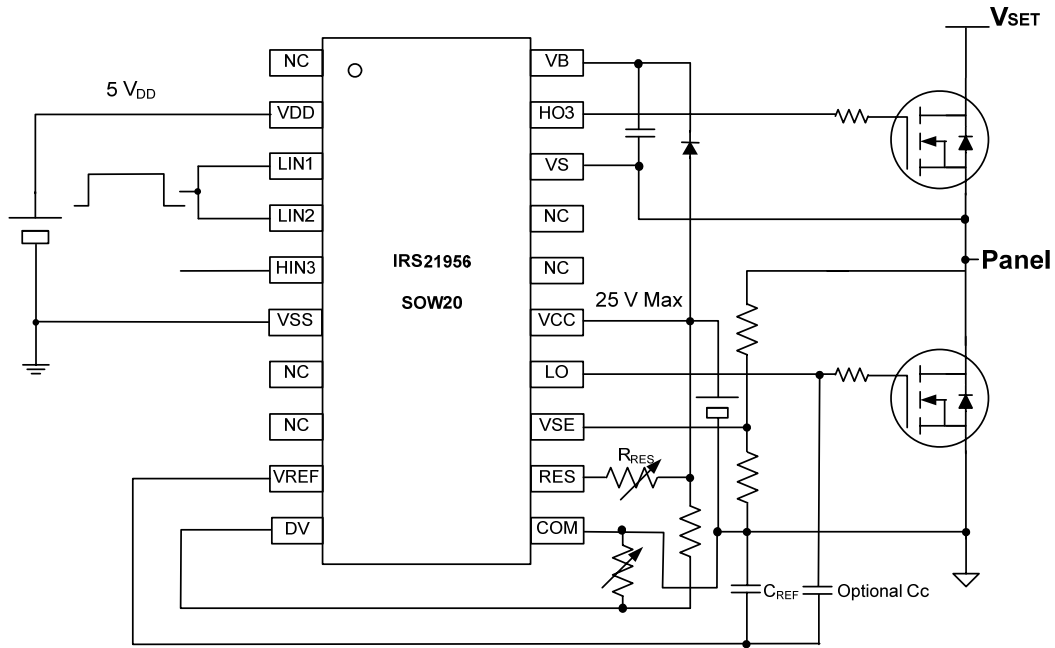 VSET
NC
VB
5 VDD
VDD
HO3
LIN1
VS
LIN2
NC
HIN3
IRS21956
NC
Panel
SOW20
25 V Max
VSS
VCC
NC
LO
NC
VSE
VREF
RES
RRES
DV
COM
CREF
Optional Cc